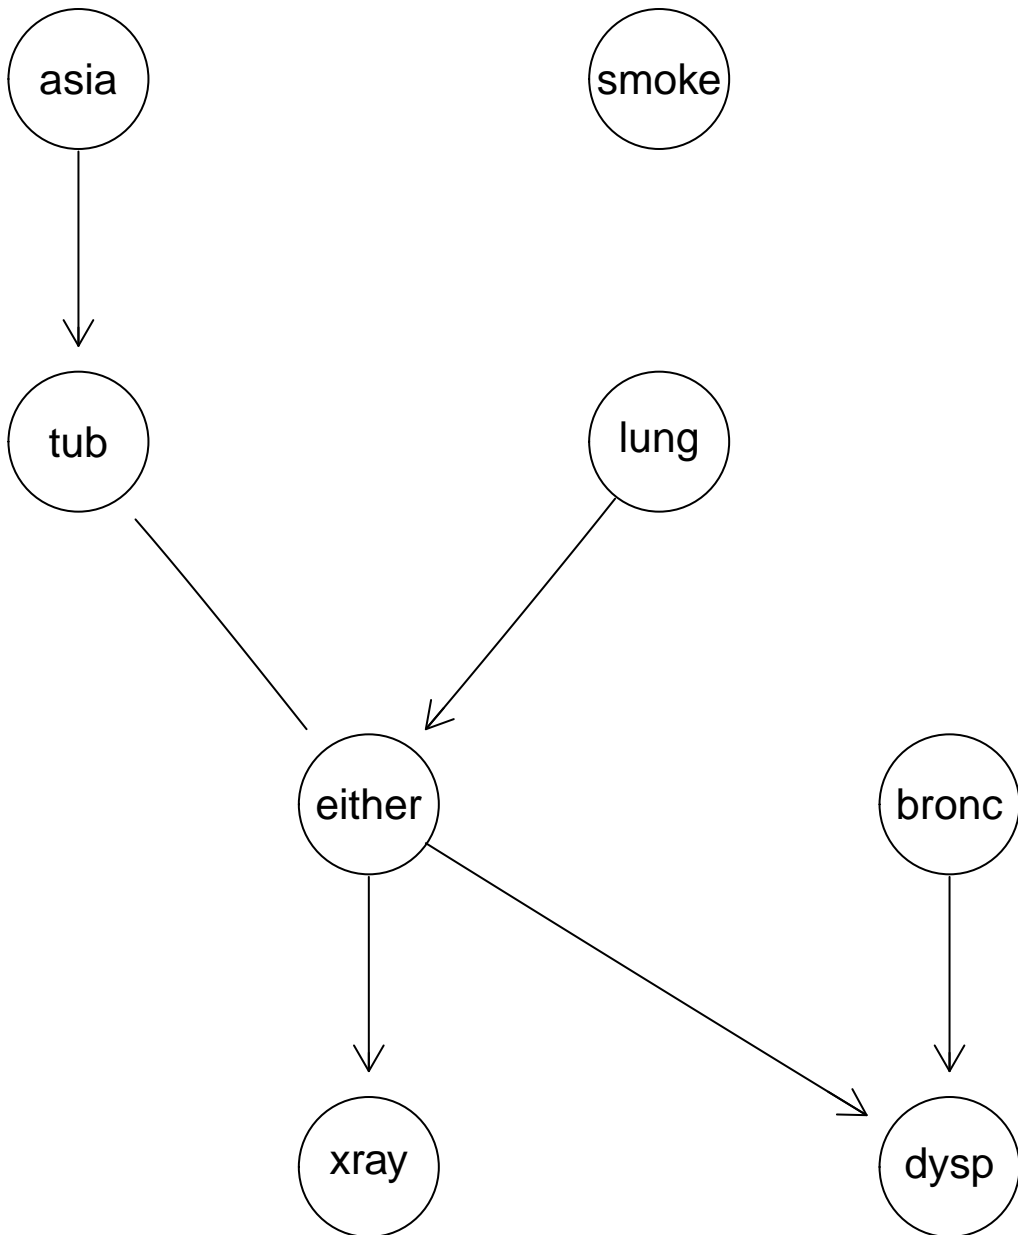 asia
smoke
tub
lung
either
bronc
xray
dysp